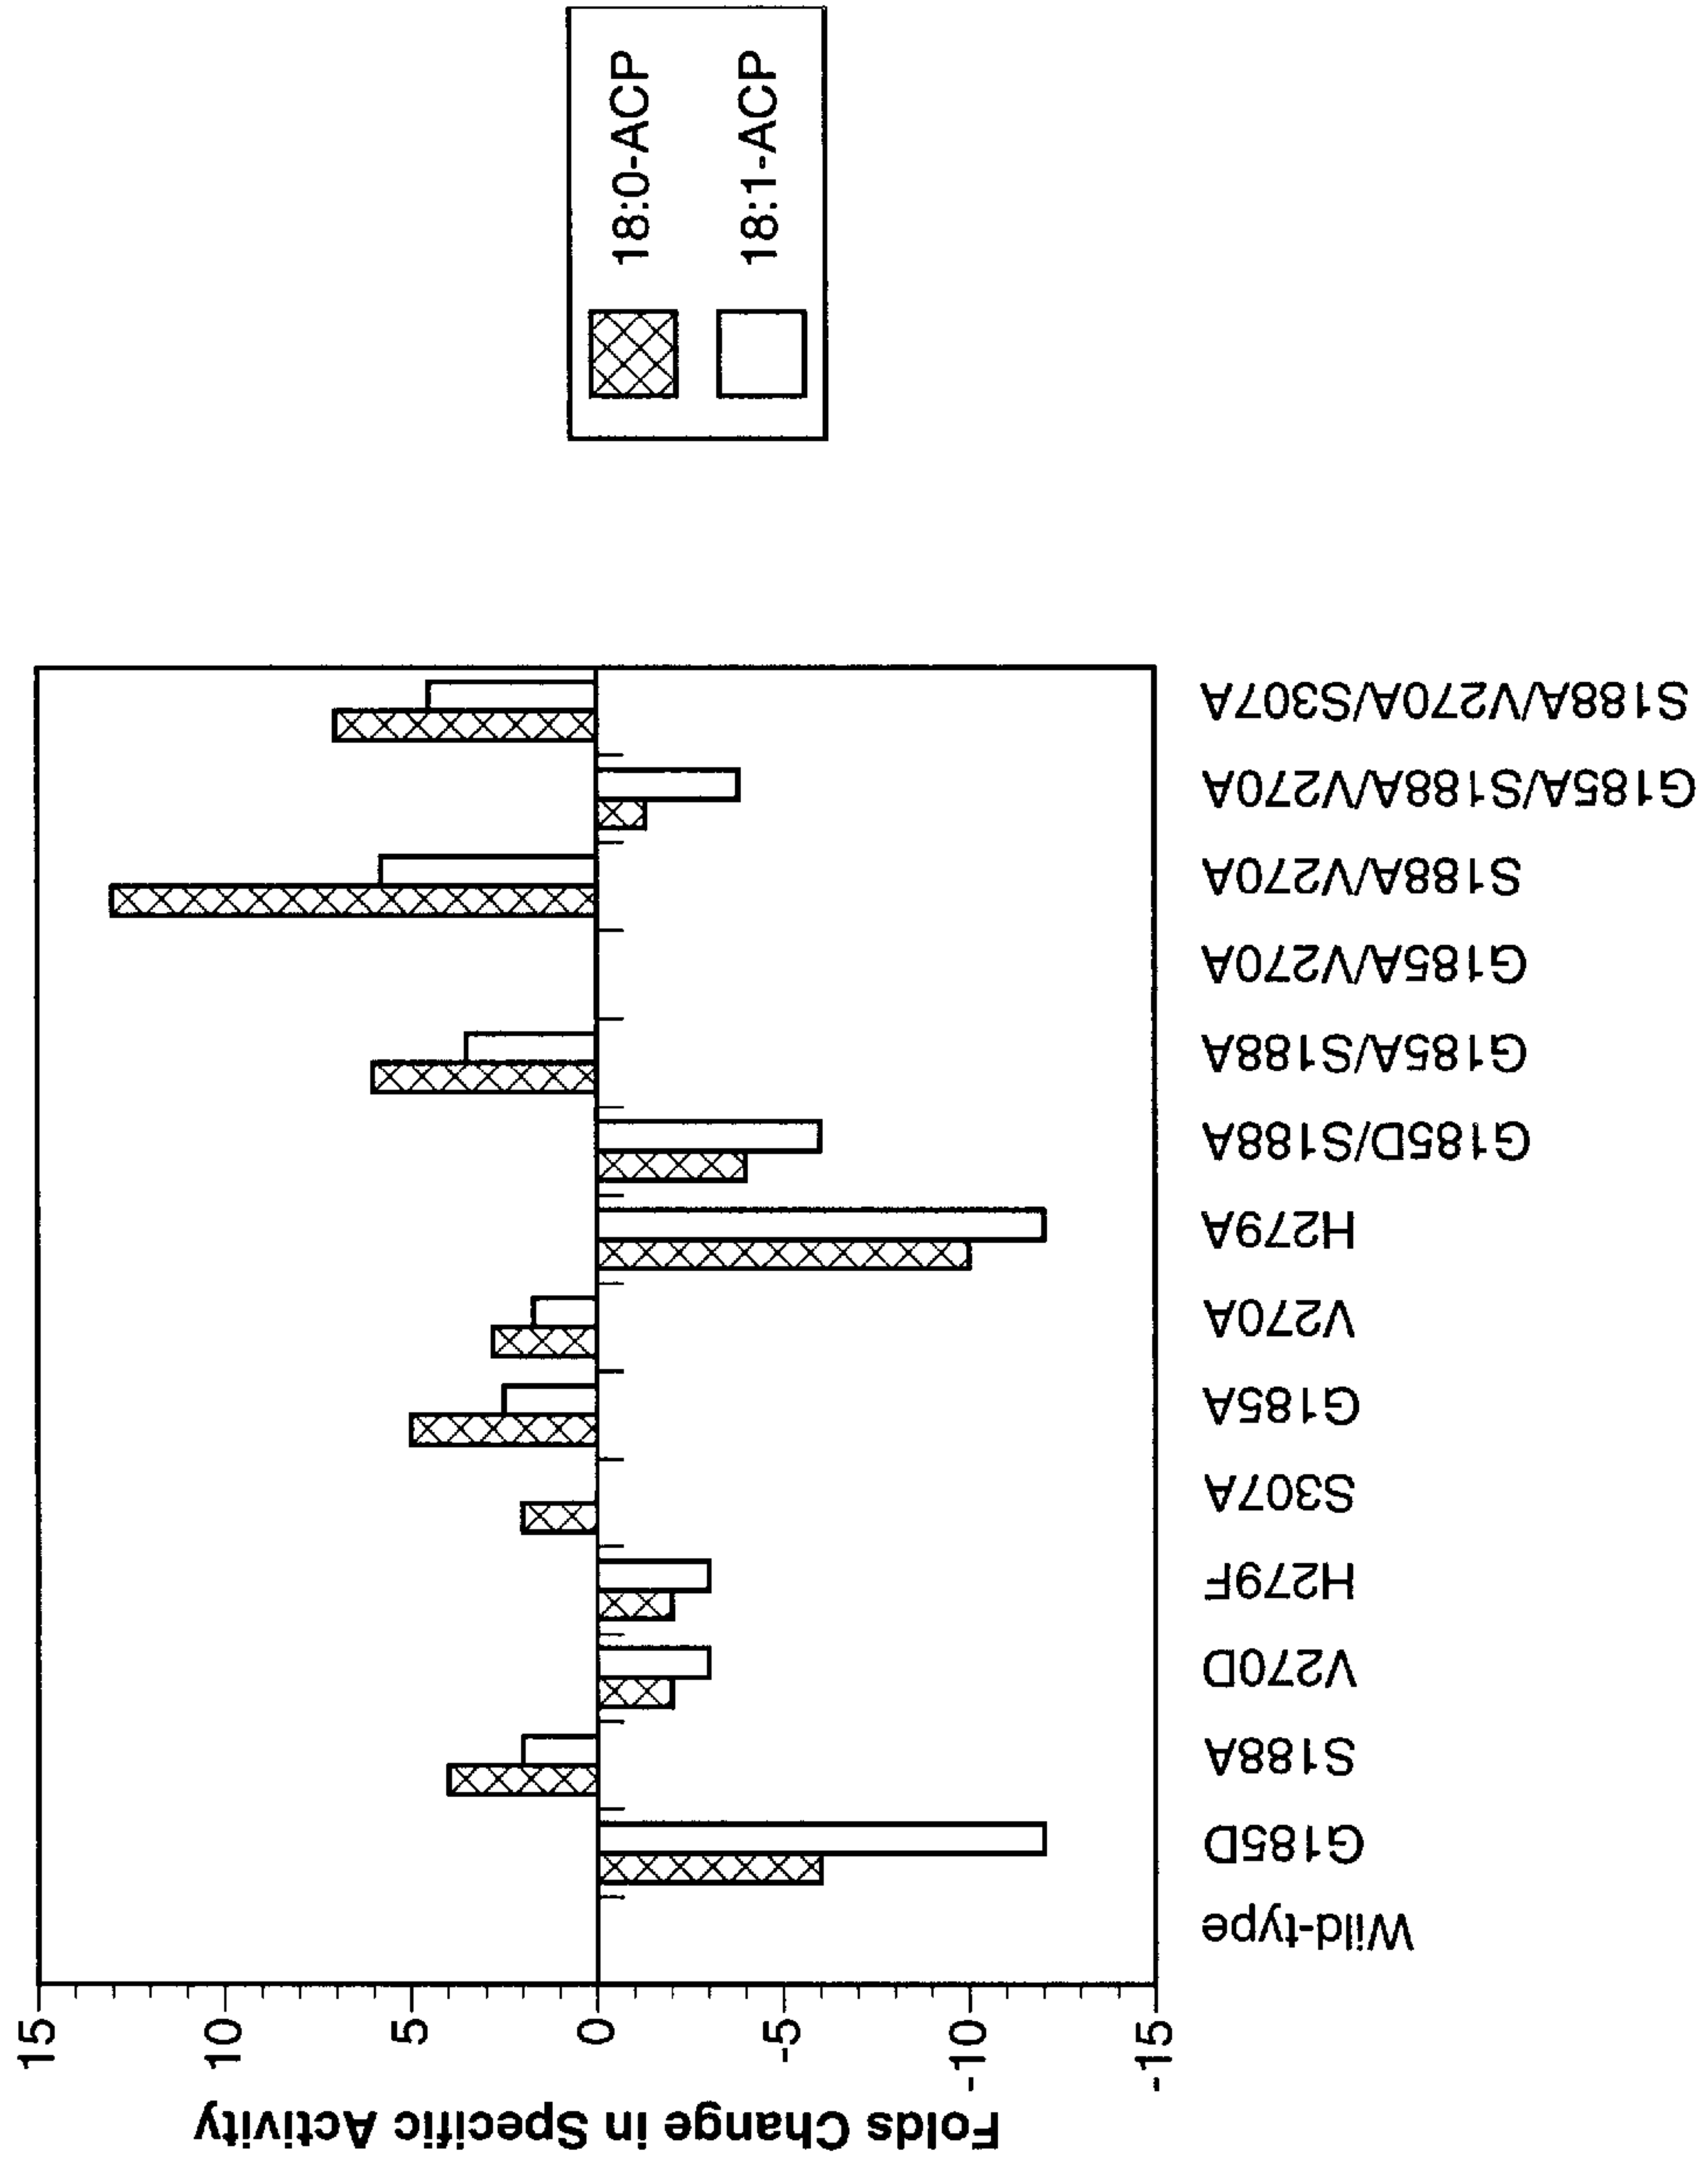 18:0-ACP
18:1-ACP
Folds Change in Specific Activity
15
10
5
0
-5
-10
-15
Wild-type
G185D
S188A
V270D
H279F
S307A
G185A
V270A
H279A
G185D/S188A
G185A/S188A
G185A/V270A
S188A/V270A
G185A/S188A/V270A
S188A/V270A/S307A